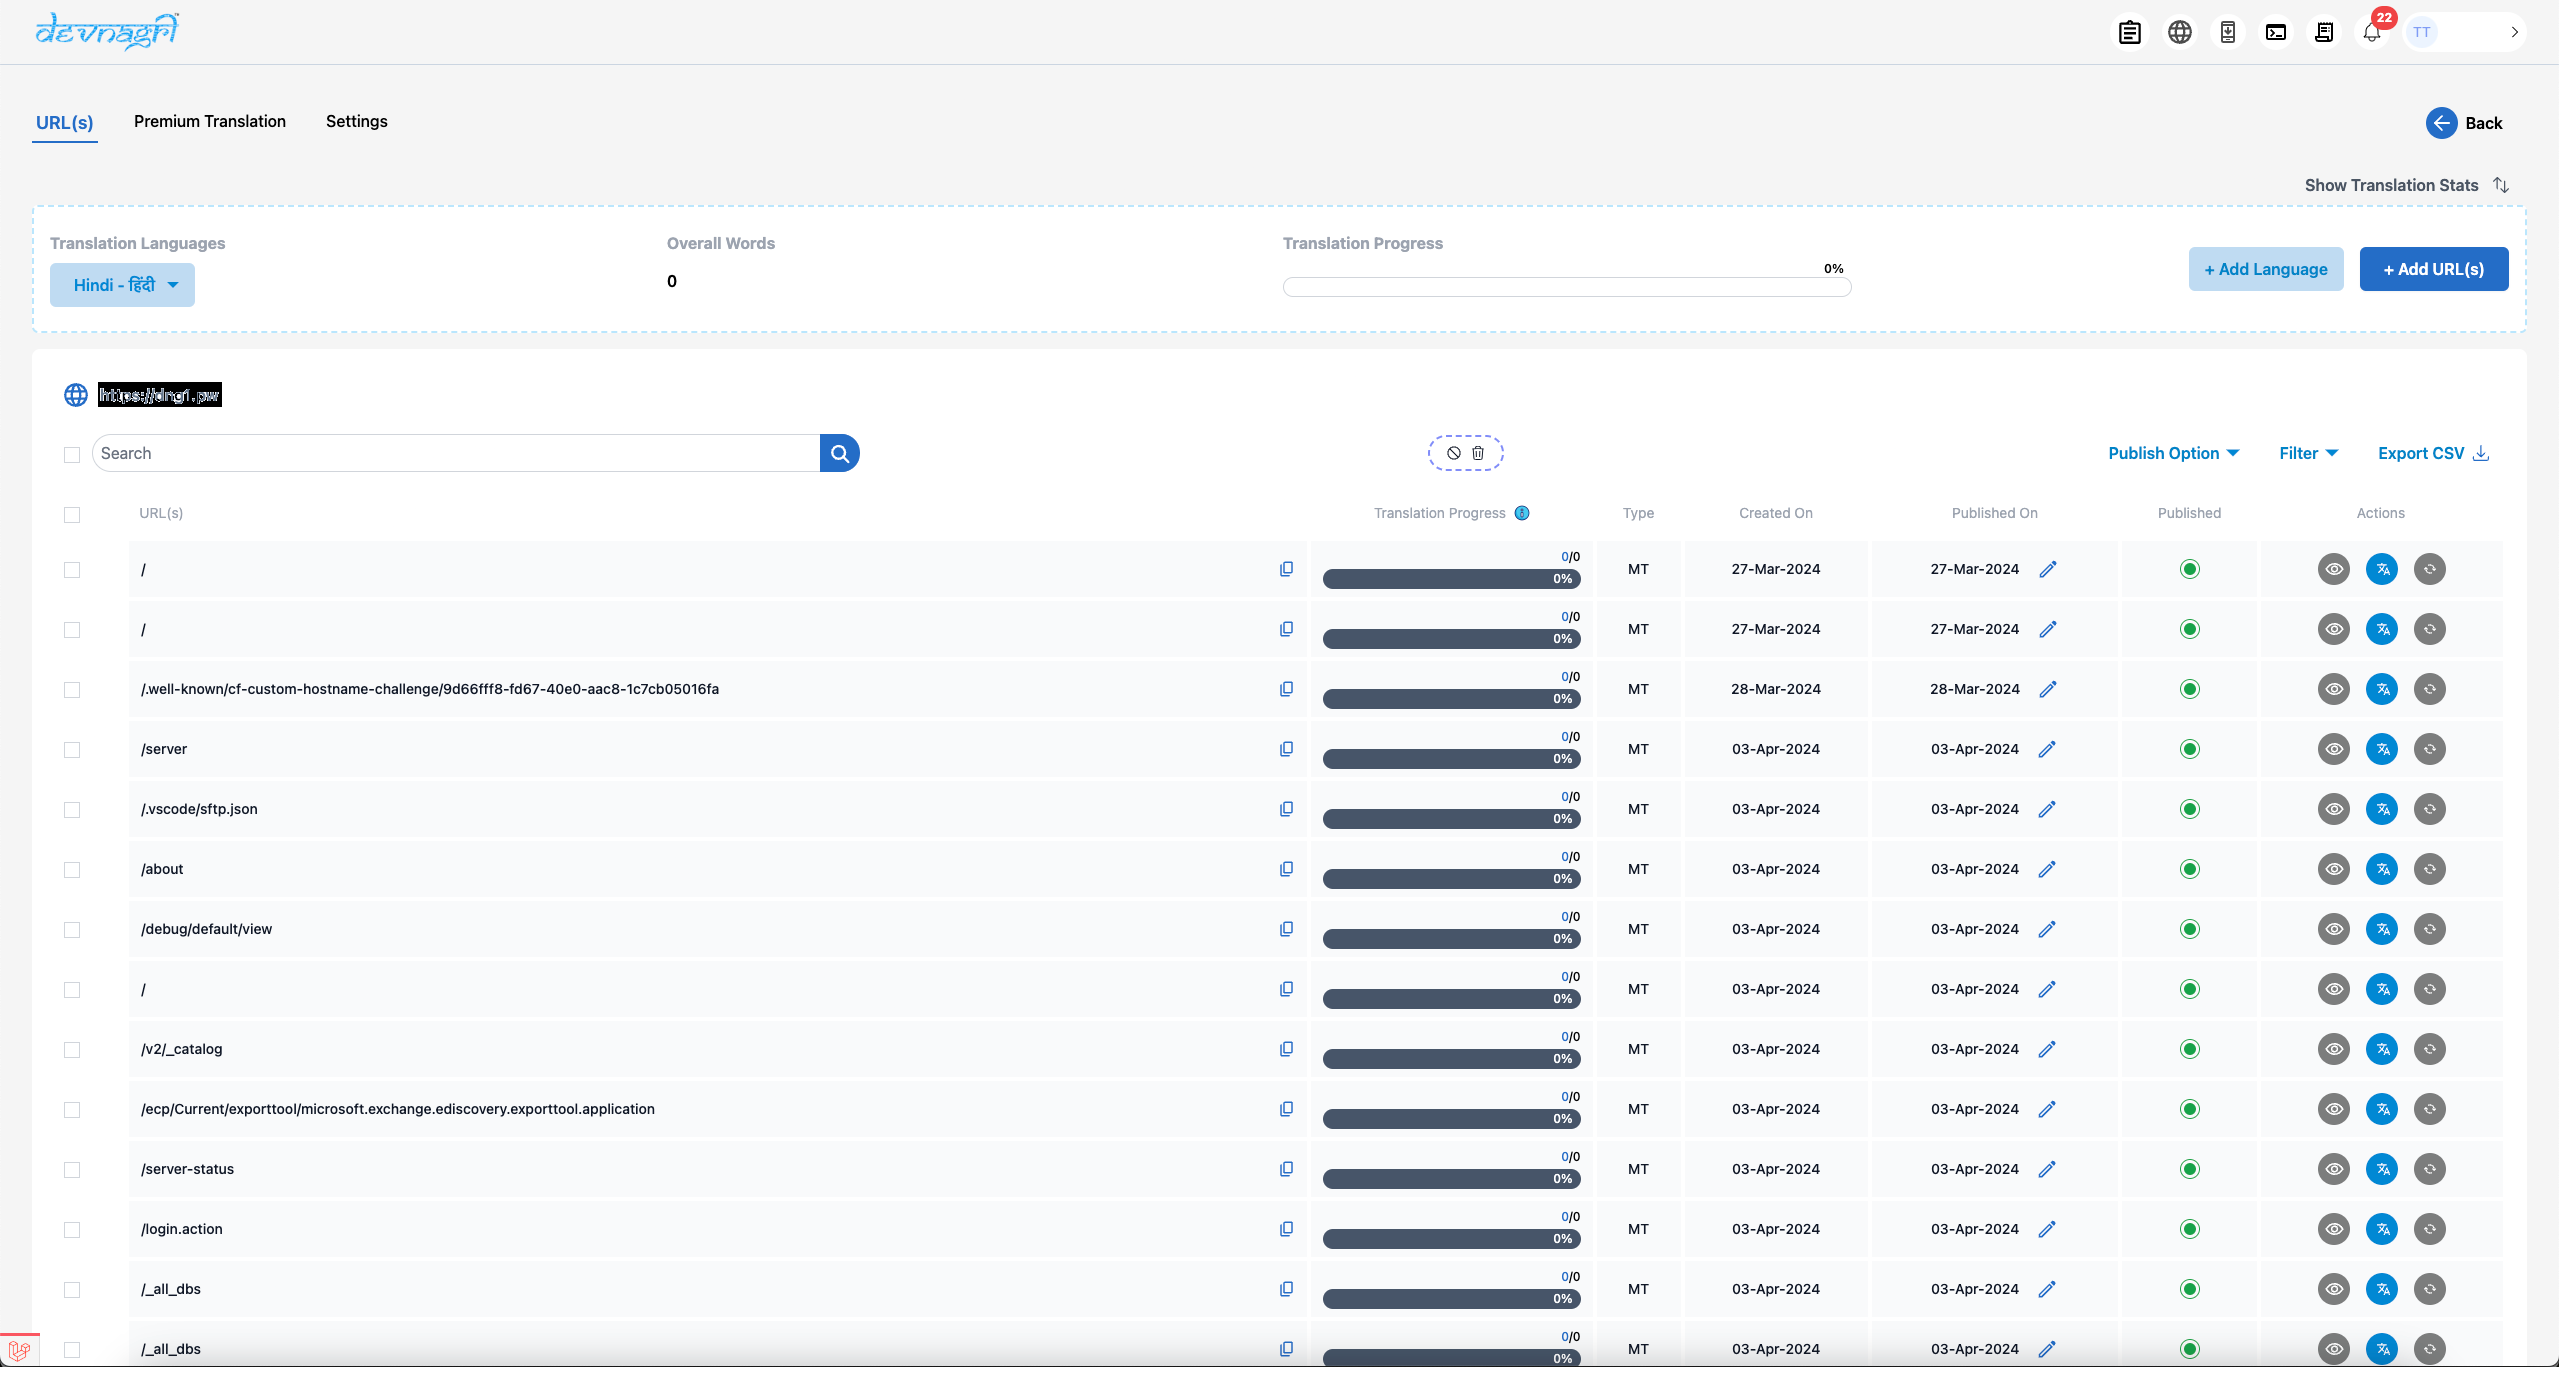 devnagri
22
TT
URL(s) Premium Translation Settings
Back
Show Translation Stats
Translation Languages Overall Words Translation Progress
Hindi - हिंदी 0 0% + Add Language + Add URL(s)
https://dng1.pw
Search Publish Option Filter Export CSV
URL(s) Translation Progress Type Created On Published On Published Actions
/ 0/0 0% MT 27-Mar-2024 27-Mar-2024
/ 0/0 0% MT 27-Mar-2024 27-Mar-2024
/.well-known/cf-custom-hostname-challenge/9d66fff8-fd67-40e0-aac8-1c7cb05016fa 0/0 0% MT 28-Mar-2024 28-Mar-2024
/server 0/0 0% MT 03-Apr-2024 03-Apr-2024
/.vscode/sftp.json 0/0 0% MT 03-Apr-2024 03-Apr-2024
/about 0/0 0% MT 03-Apr-2024 03-Apr-2024
/debug/default/view 0/0 0% MT 03-Apr-2024 03-Apr-2024
/ 0/0 0% MT 03-Apr-2024 03-Apr-2024
/v2/_catalog 0/0 0% MT 03-Apr-2024 03-Apr-2024
/ecp/Current/exporttool/microsoft.exchange.ediscovery.exporttool.application 0/0 0% MT 03-Apr-2024 03-Apr-2024
/server-status 0/0 0% MT 03-Apr-2024 03-Apr-2024
/login.action 0/0 0% MT 03-Apr-2024 03-Apr-2024
/_all_dbs 0/0 0% MT 03-Apr-2024 03-Apr-2024
/_all_dbs 0/0 0% MT 03-Apr-2024 03-Apr-2024